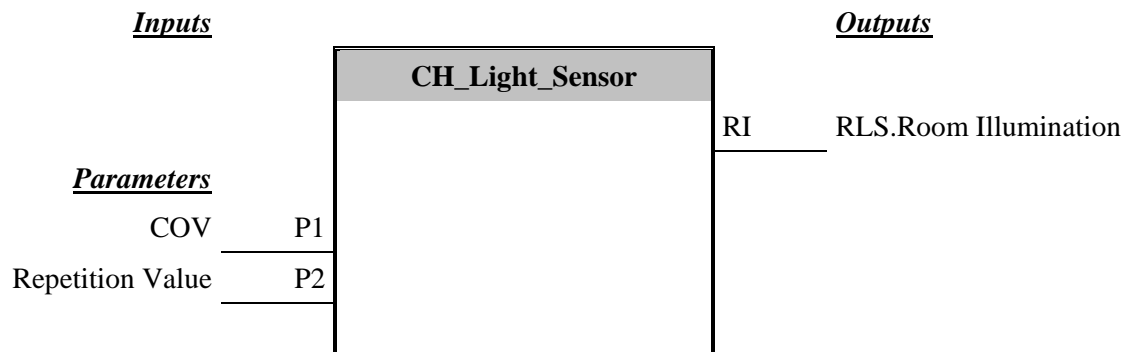 Inputs Outputs
CH_Light_Sensor
RI RLS.Room Illumination
Parameters
COV P1
Repetition Value P2